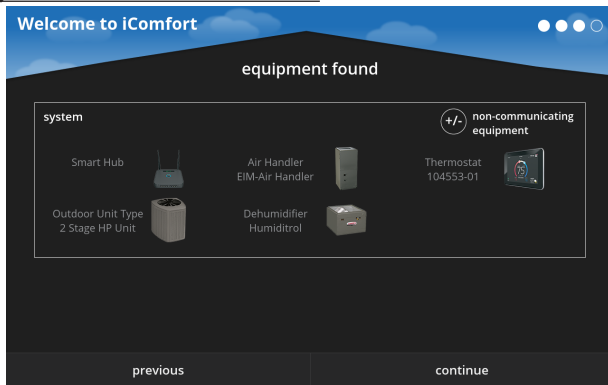 Welcome to iComfort
equipment found
system
+/-
non-communicating
equipment
Smart Hub
Air Handler
EIM-Air Handler
Thermostat
104553-01
75
Outdoor Unit Type
2 Stage HP Unit
Dehumidifier
Humiditrol
previous
continue